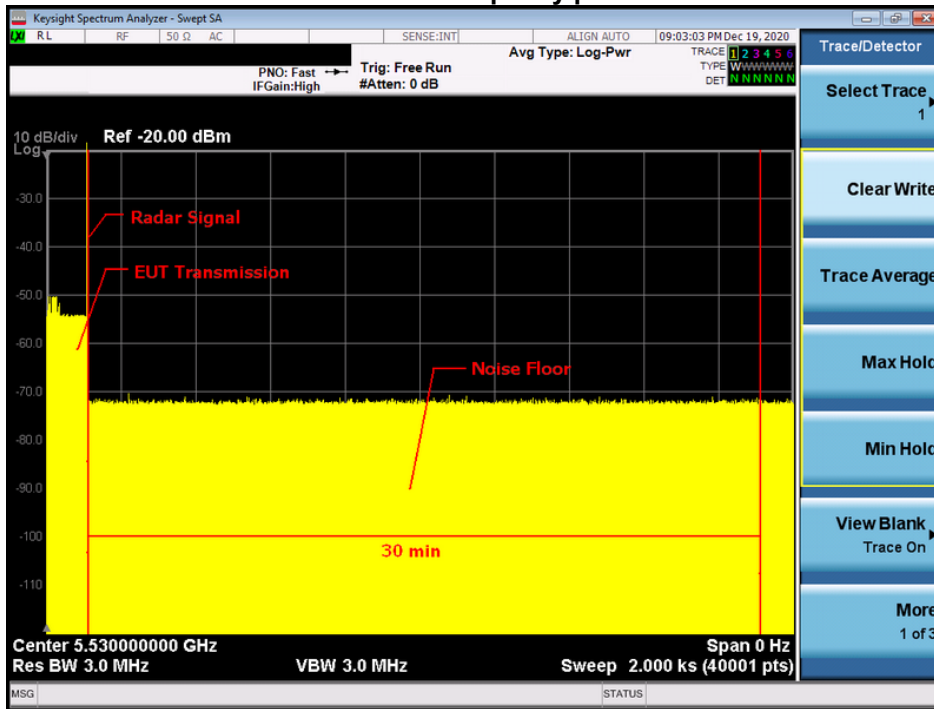 Keysight Spectrum Analyzer - Swept SA
LXI RL RF 50 Ω AC SENSE:INT ALIGN AUTO 09:03:03 PM Dec 19, 2020
Avg Type: Log-Pwr TRACE 1 2 3 4 5 6
PNO: Fast Trig: Free Run TYPE WWWWWW
IFGain:High #Atten: 0 dB DET N N N N N N
10 dB/div Ref -20.00 dBm
Log
-30.0
Radar Signal
-40.0
EUT Transmission
-50.0
-60.0
Noise Floor
-70.0
-80.0
-90.0
-100
30 min
-110
Center 5.530000000 GHz Span 0 Hz
Res BW 3.0 MHz VBW 3.0 MHz Sweep 2.000 ks (40001 pts)
MSG STATUS
Trace/Detector
Select Trace
1
Clear Write
Trace Average
Max Hold
Min Hold
View Blank
Trace On
More
1 of 3